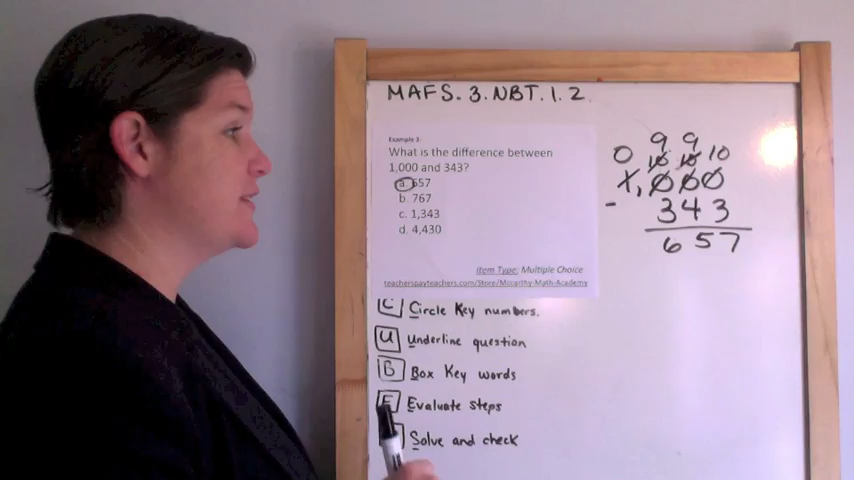 MAFS.3.NBT.1.2.
Example 3:
What is the difference between
1,000 and 343?
a. 657
b. 767
c. 1,343
d. 4,430
Item Type: Multiple Choice
teacherspayteachers.com/Store/Mccarthy-Math-Academy
9 9
0 10 10 10
1,000
- 343
657
C Circle Key numbers.
U Underline question
B Box Key words
E Evaluate steps
Solve and check